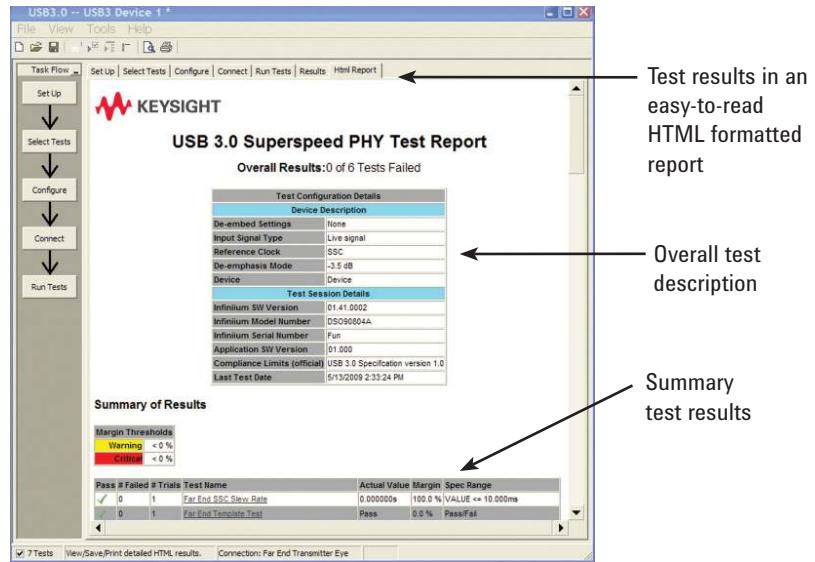 USB3.0 -- USB3 Device 1 *
File View Tools Help
Task Flow
Set Up
Select Tests
Configure
Connect
Run Tests
Set Up | Select Tests | Configure | Connect | Run Tests | Results | Html Report
KEYSIGHT
USB 3.0 Superspeed PHY Test Report
Overall Results:0 of 6 Tests Failed
Test Configuration Details
Device Description
De-embed Settings None
Input Signal Type Live signal
Reference Clock SSC
De-emphasis Mode -3.5 dB
Device Device
Test Session Details
Infiniium SW Version 01.41.0002
Infiniium Model Number DSO90804A
Infiniium Serial Number Fun
Application SW Version 01.000
Compliance Limits (official) USB 3.0 Specifcation version 1.0
Last Test Date 5/13/2009 2:33:24 PM
Summary of Results
Margin Thresholds
Warning < 0 %
Critical < 0 %
Pass # Failed # Trials Test Name Actual Value Margin Spec Range
0 1 Far End SSC Slew Rate 0.000000s 100.0 % VALUE <= 10.000ms
0 1 Far End Template Test Pass 0.0 % Pass/Fail
7 Tests View/Save/Print detailed HTML results. Connection: Far End Transmitter Eye
Test results in an
easy-to-read
HTML formatted
report
Overall test
description
Summary
test results